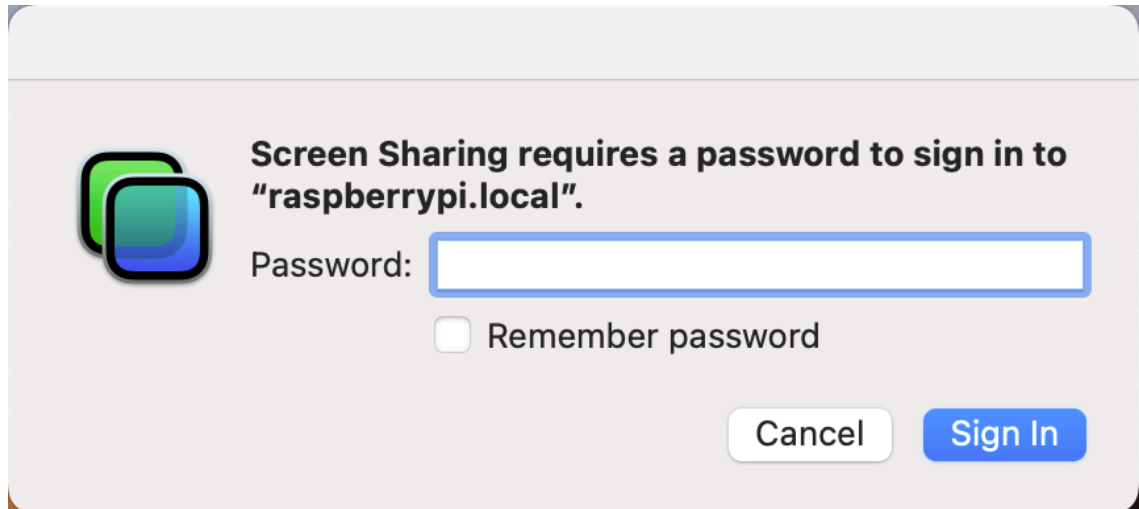 Screen Sharing requires a password to sign in to
“raspberrypi.local”.
Password:
Remember password
Cancel
Sign In